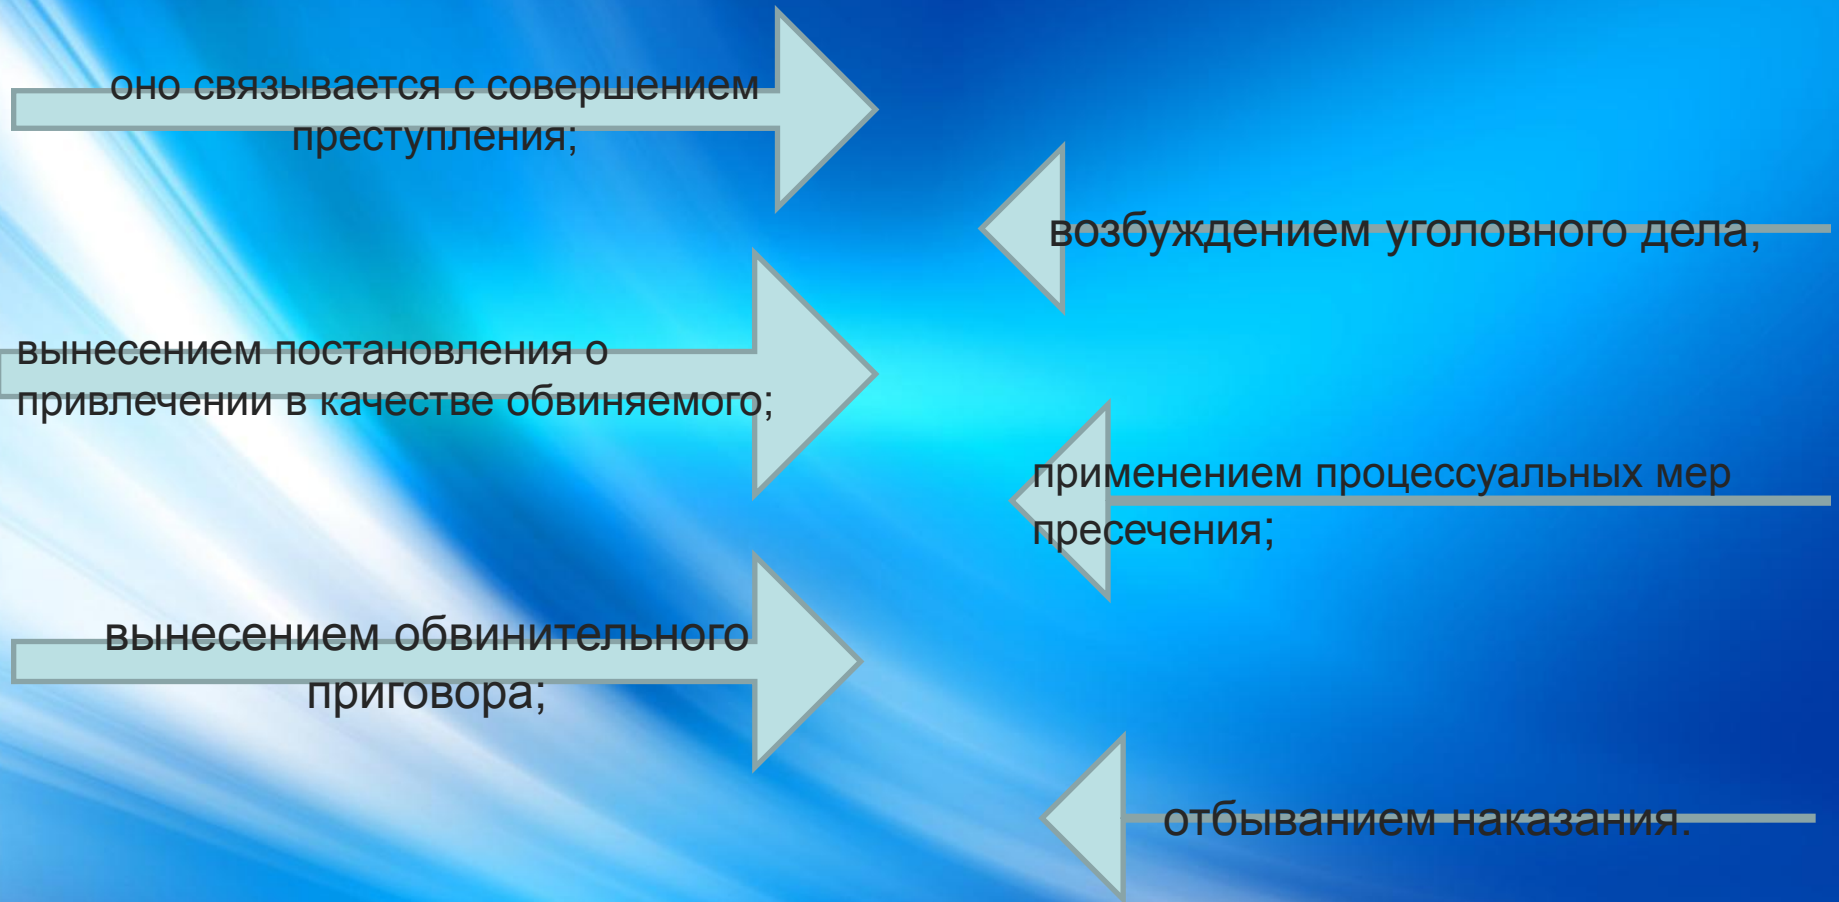 оно связывается с совершением
преступления;
возбуждением уголовного дела,
вынесением постановления о
привлечении в качестве обвиняемого;
применением процессуальных мер
пресечения;
вынесением обвинительного
приговора;
отбыванием наказания.